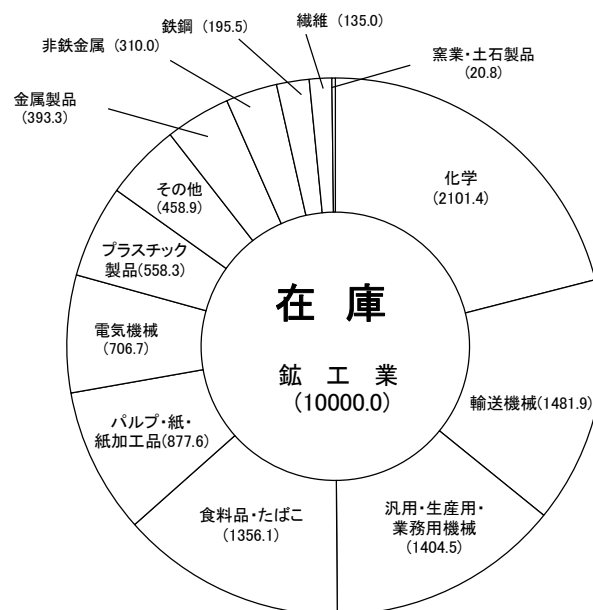 鉄鋼 (195.5)
繊維 (135.0)
非鉄金属 (310.0)
窯業・土石製品
(20.8)
金属製品
(393.3)
化学
(2101.4)
その他
(458.9)
プラスチック
製品(558.3)
在 庫
電気機械
(706.7)
鉱 工 業
(10000.0)
輸送機械(1481.9)
パルプ・紙・
紙加工品(877.6)
食料品・たばこ
(1356.1)
汎用・生産用・
業務用機械
(1404.5)